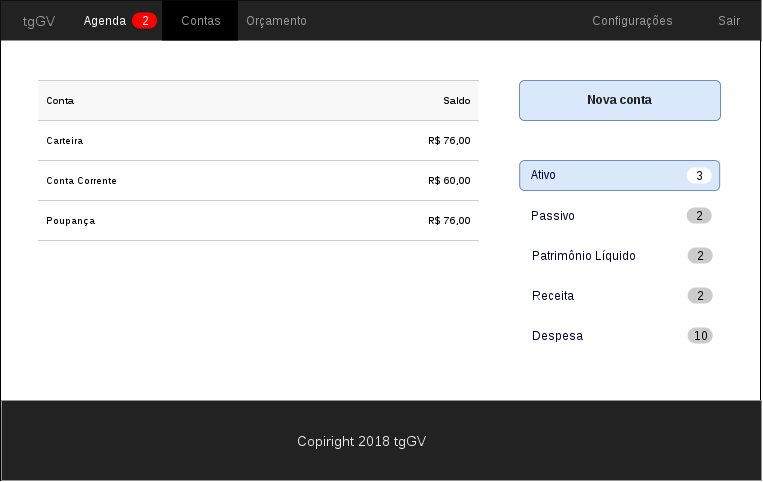 tgGV Agenda 2 Contas Orçamento Configurações Sair
Conta Saldo
Carteira R$ 76,00
Conta Corrente R$ 60,00
Poupança R$ 76,00
Nova conta
Ativo 3
Passivo 2
Patrimônio Líquido 2
Receita 2
Despesa 10
Copiright 2018 tgGV